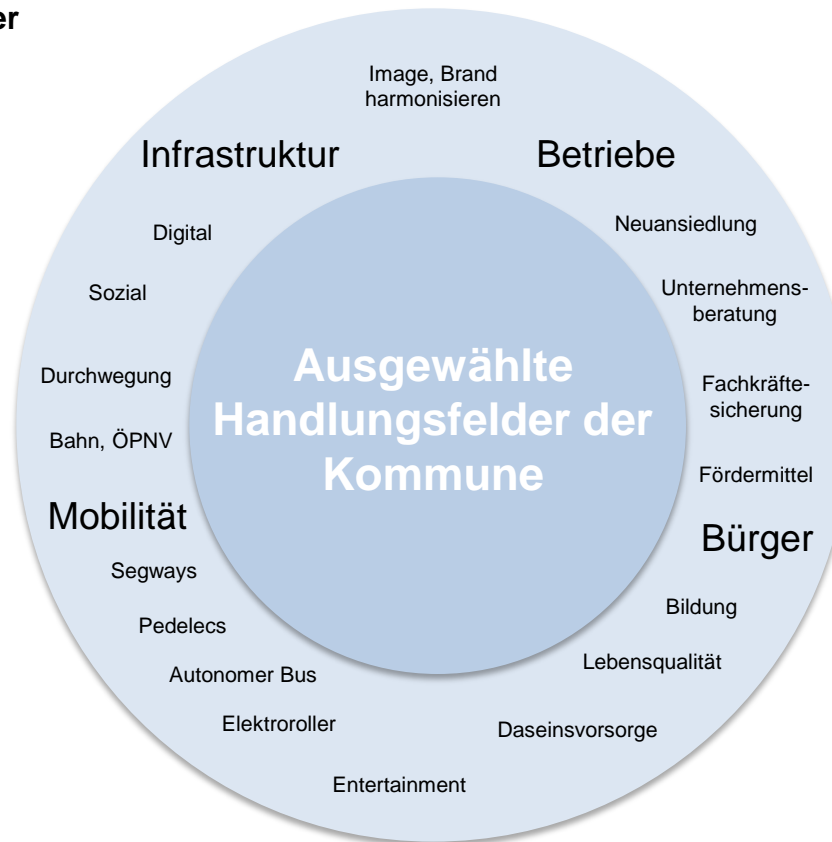 er
Image, Brand
harmonisieren
Infrastruktur
Betriebe
Digital
Neuansiedlung
Sozial
Unternehmens-
beratung
Durchwegung
Fachkräfte-
sicherung
Bahn, ÖPNV
Fördermittel
Ausgewählte
Handlungsfelder der
Kommune
Mobilität
Bürger
Segways
Bildung
Pedelecs
Lebensqualität
Autonomer Bus
Elektroroller
Daseinsvorsorge
Entertainment